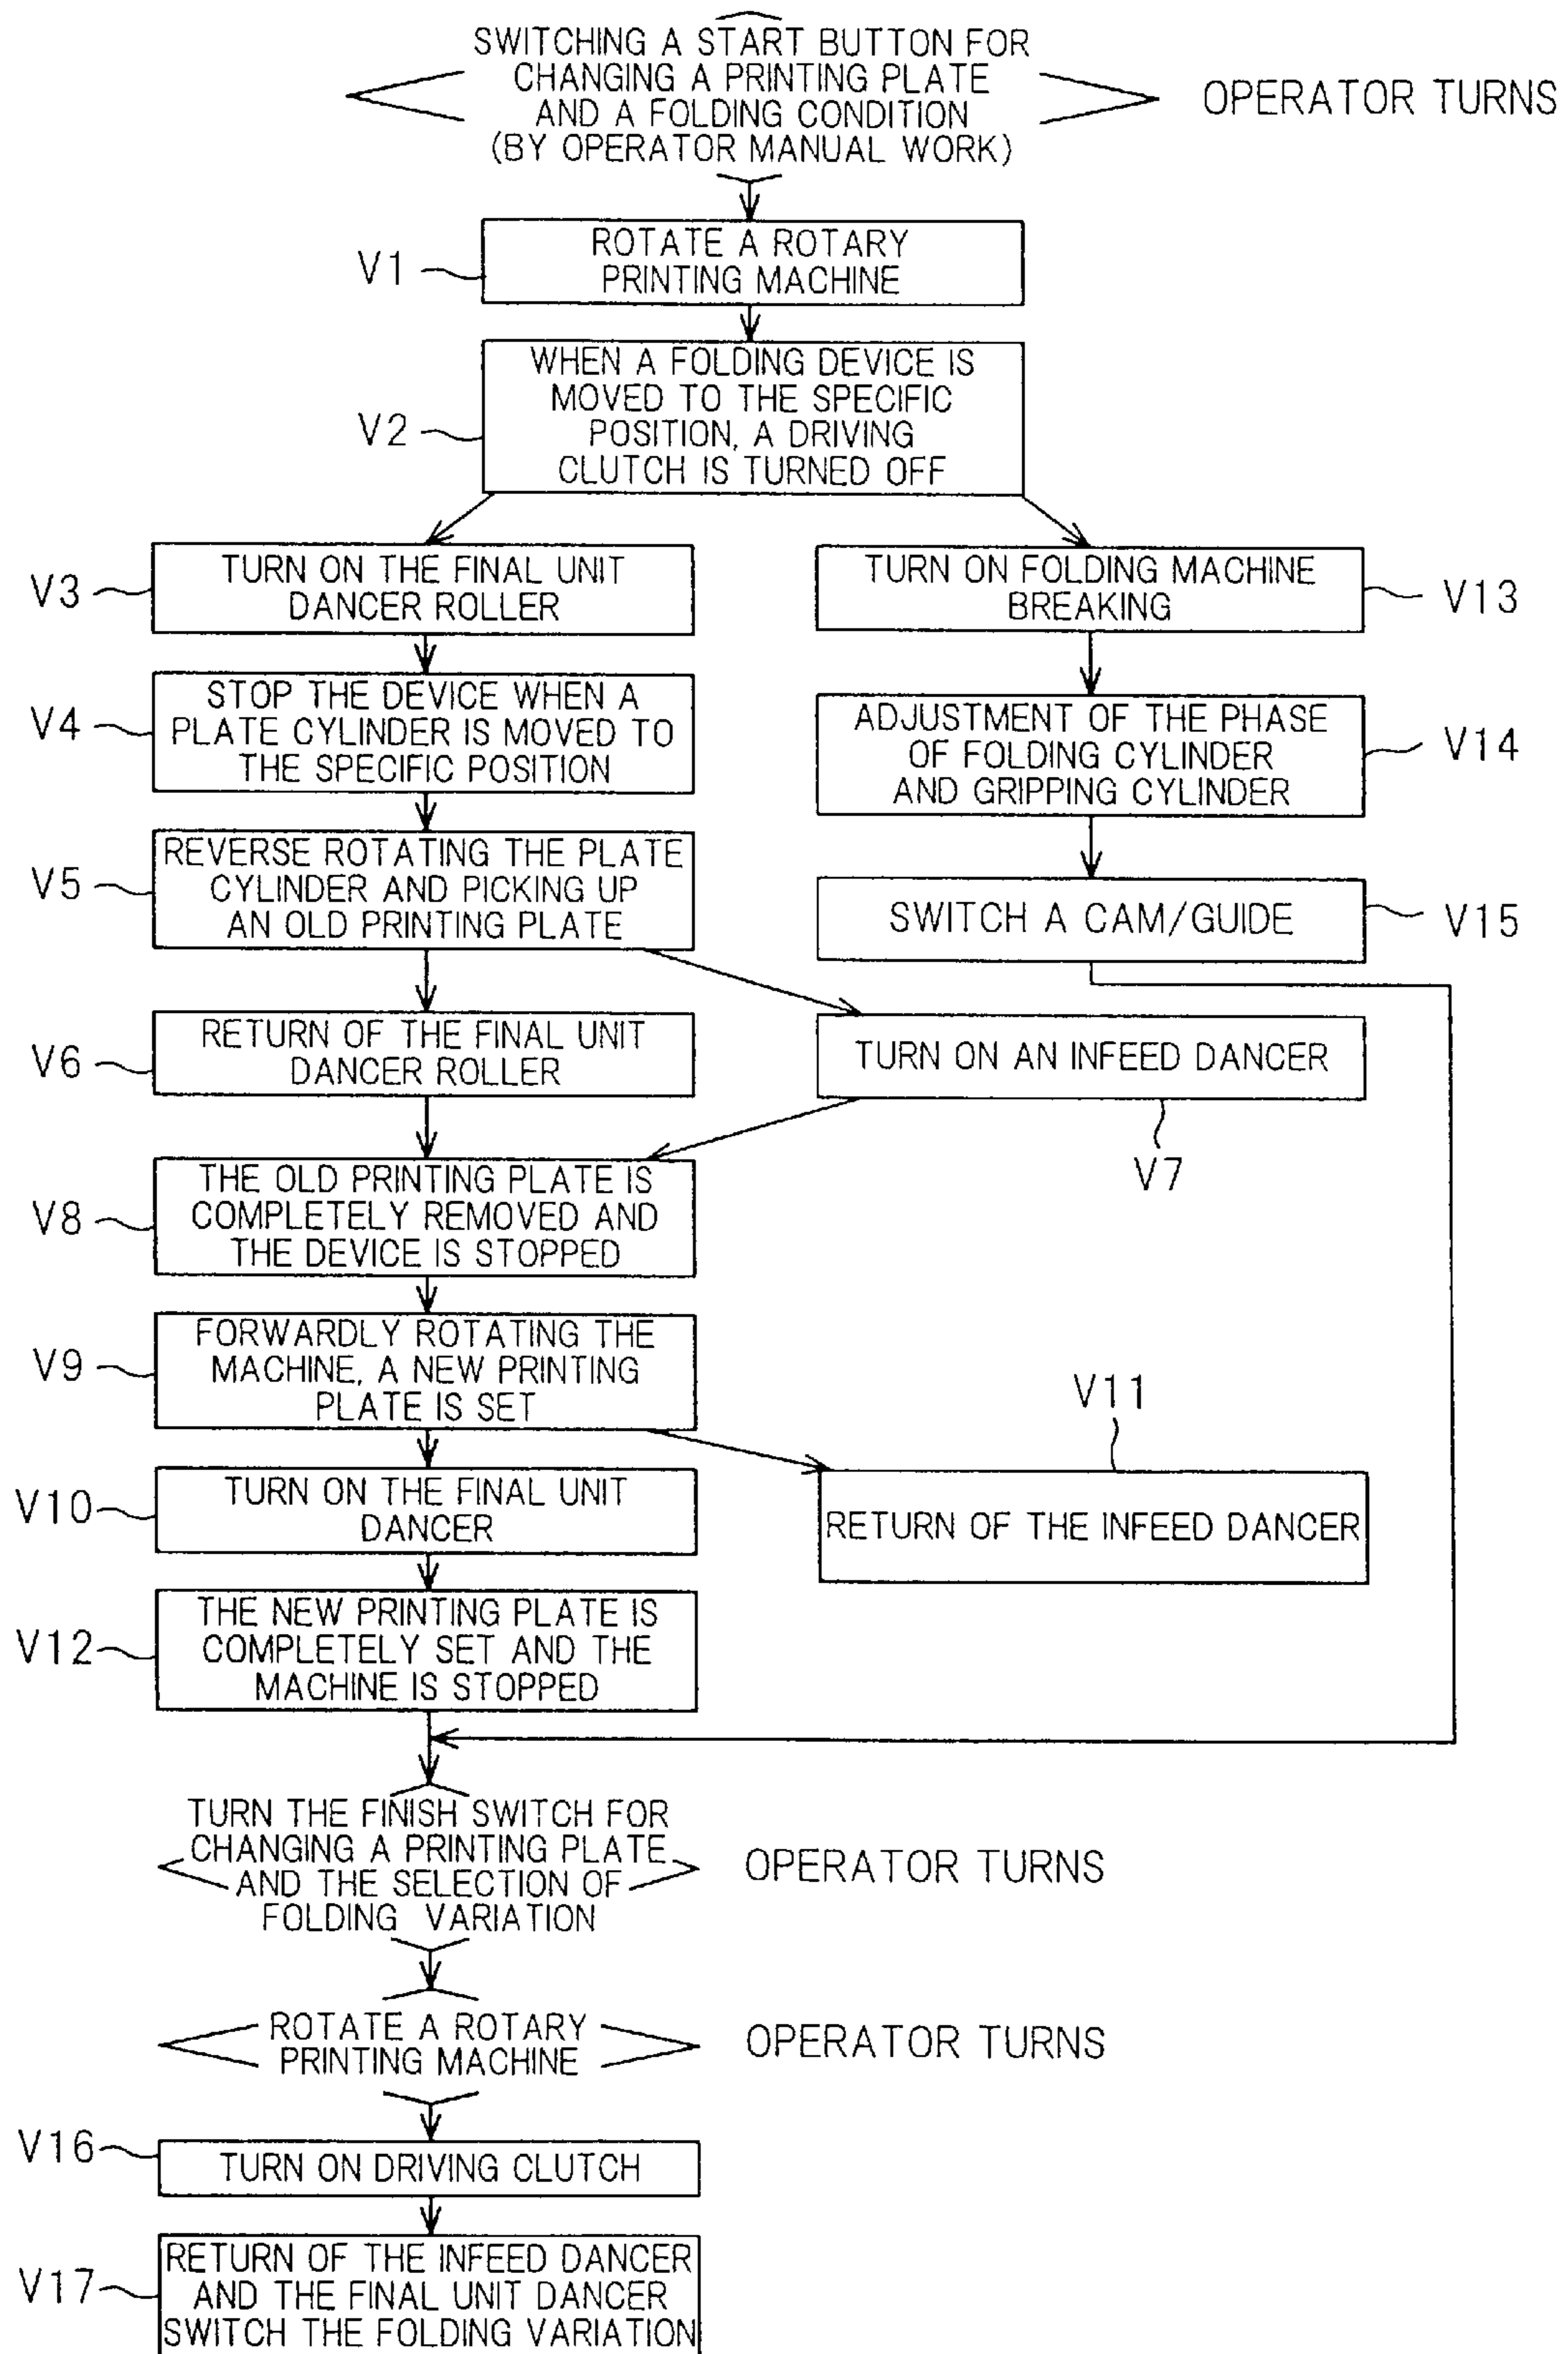 SWITCHING A START BUTTON FOR
CHANGING A PRINTING PLATE
AND A FOLDING CONDITION
(BY OPERATOR MANUAL WORK)
OPERATOR TURNS
V1
ROTATE A ROTARY
PRINTING MACHINE
V2
WHEN A FOLDING DEVICE IS
MOVED TO THE SPECIFIC
POSITION, A DRIVING
CLUTCH IS TURNED OFF
V3
TURN ON THE FINAL UNIT
DANCER ROLLER
TURN ON FOLDING MACHINE
BREAKING
V13
V4
STOP THE DEVICE WHEN A
PLATE CYLINDER IS MOVED TO
THE SPECIFIC POSITION
ADJUSTMENT OF THE PHASE
OF FOLDING CYLINDER
AND GRIPPING CYLINDER
V14
V5
REVERSE ROTATING THE PLATE
CYLINDER AND PICKING UP
AN OLD PRINTING PLATE
SWITCH A CAM/GUIDE
V15
V6
RETURN OF THE FINAL UNIT
DANCER ROLLER
TURN ON AN INFEED DANCER
V7
V8
THE OLD PRINTING PLATE IS
COMPLETELY REMOVED AND
THE DEVICE IS STOPPED
V9
FORWARDLY ROTATING THE
MACHINE, A NEW PRINTING
PLATE IS SET
V11
V10
TURN ON THE FINAL UNIT
DANCER
RETURN OF THE INFEED DANCER
V12
THE NEW PRINTING PLATE IS
COMPLETELY SET AND THE
MACHINE IS STOPPED
TURN THE FINISH SWITCH FOR
CHANGING A PRINTING PLATE
AND THE SELECTION OF
FOLDING VARIATION
OPERATOR TURNS
ROTATE A ROTARY
PRINTING MACHINE
OPERATOR TURNS
V16
TURN ON DRIVING CLUTCH
V17
RETURN OF THE INFEED DANCER
AND THE FINAL UNIT DANCER
SWITCH THE FOLDING VARIATION